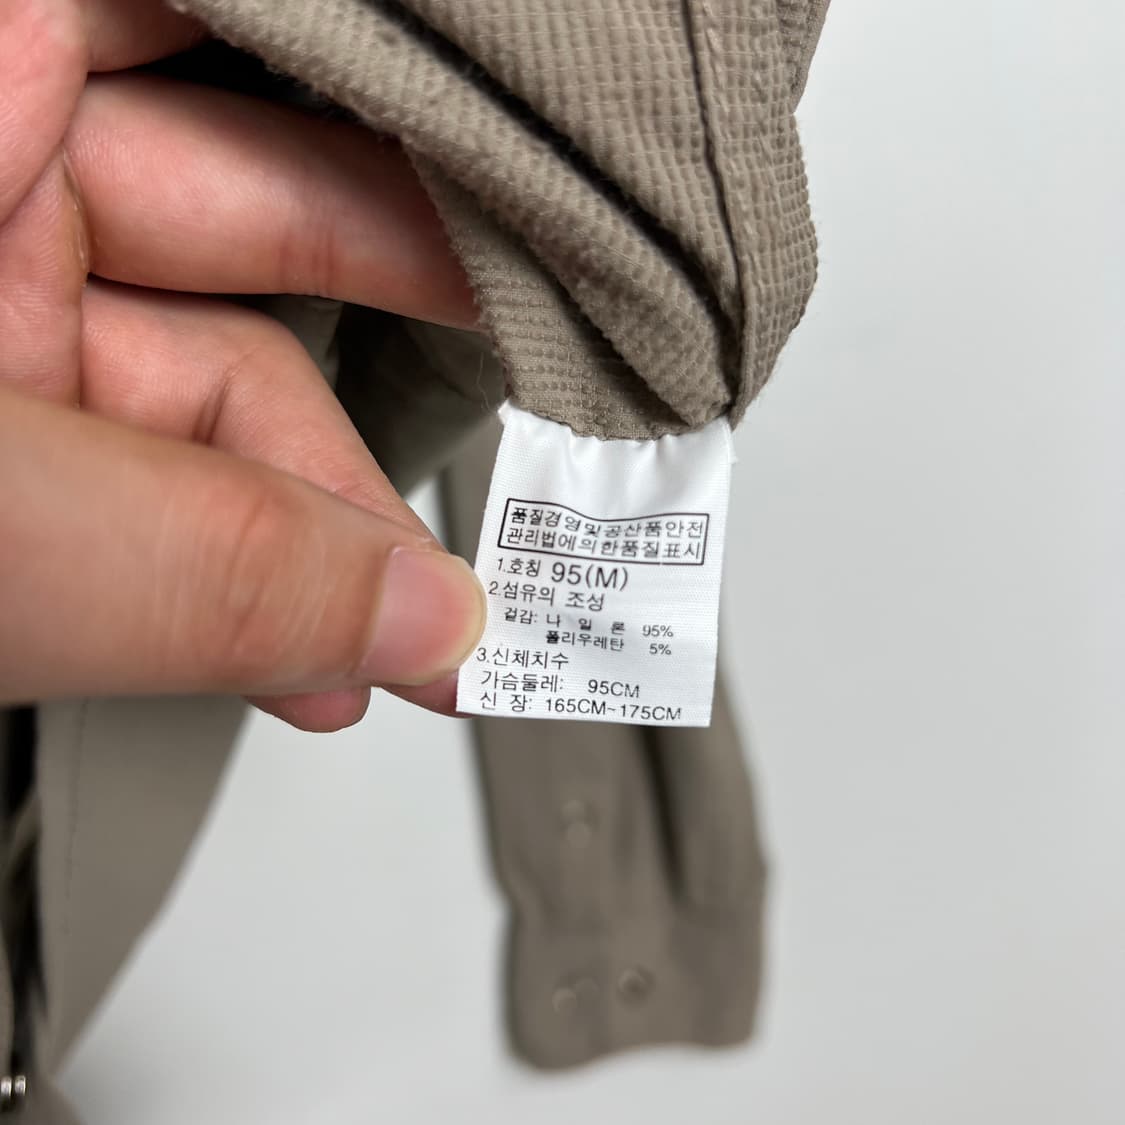 품질경영및공산품안전
관리법에의한품질표시
1.호칭 95(M)
2.섬유의 조성
겉감: 나 일 론 95%
폴리우레탄 5%
3.신체치수
가슴둘레: 95CM
신 장: 165CM~175CM